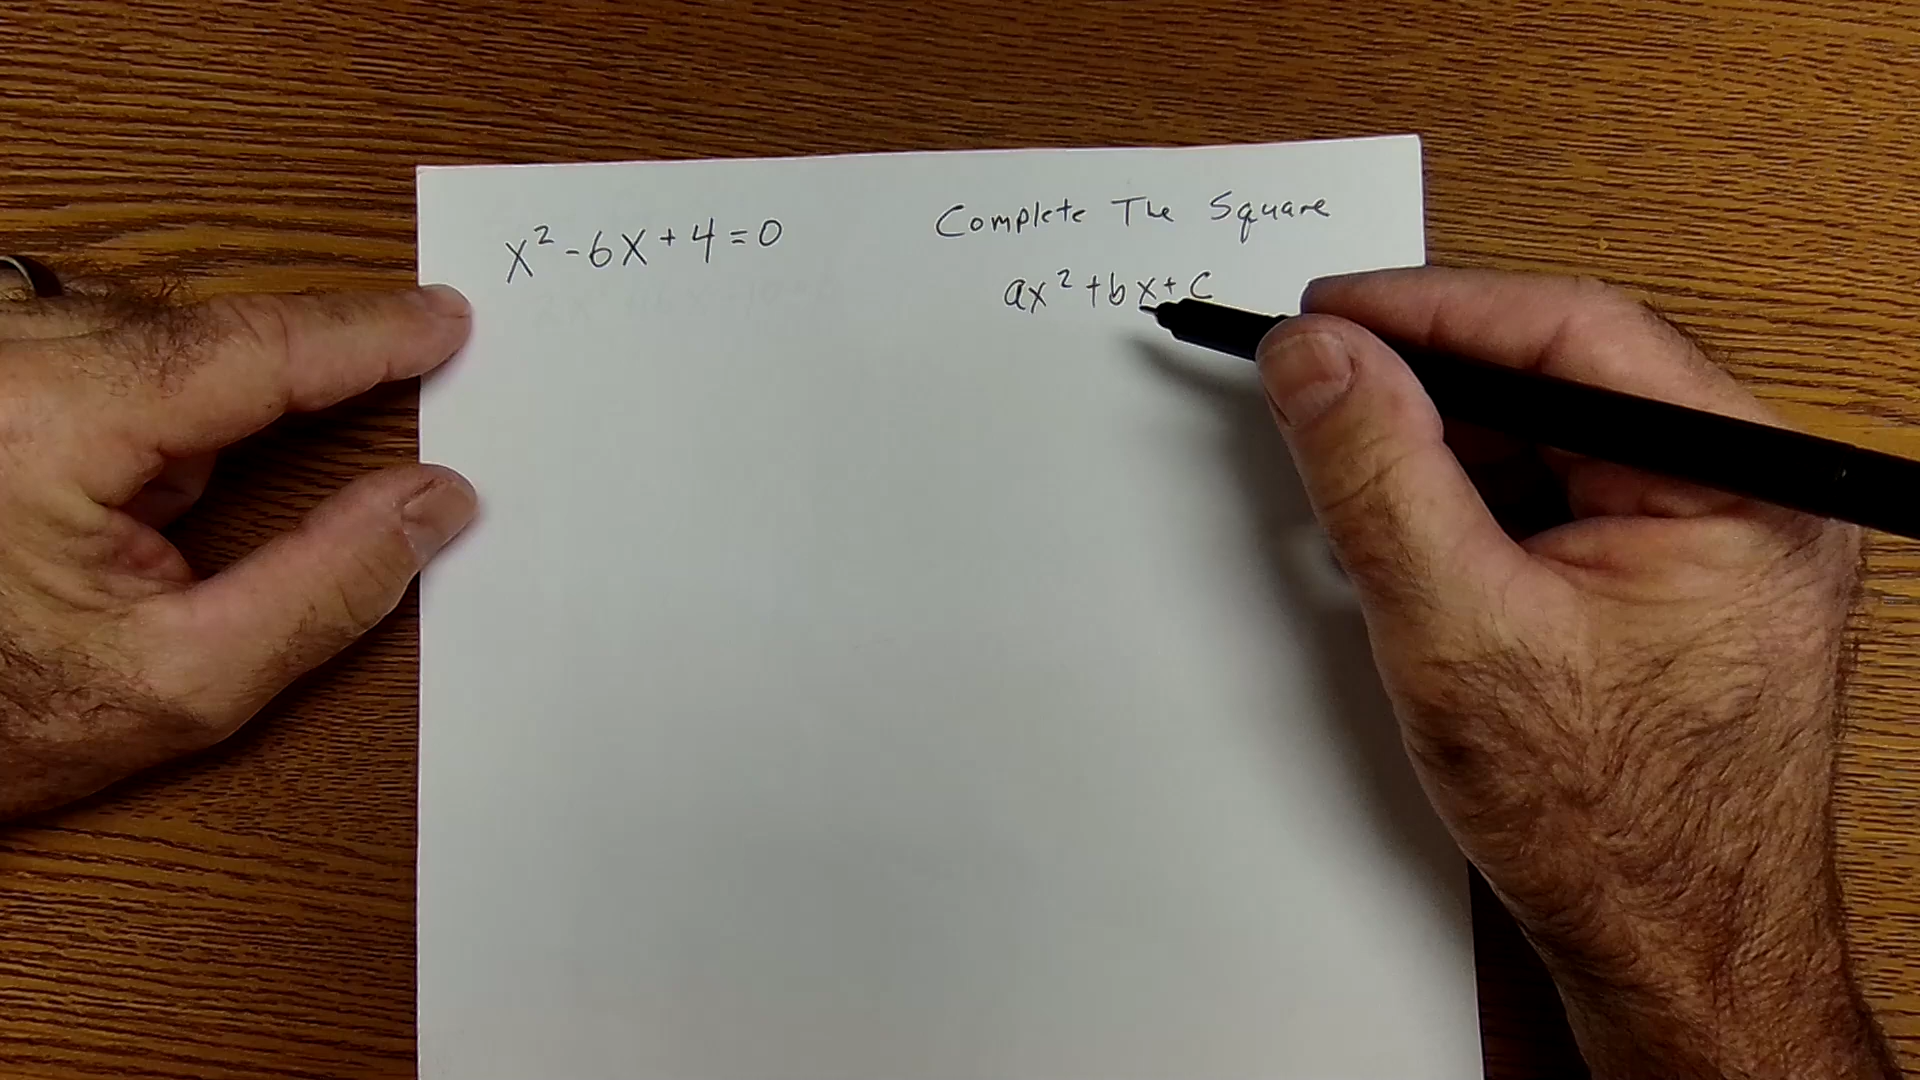 x²-6x+4=0
Complete The Square
ax²+bx+c